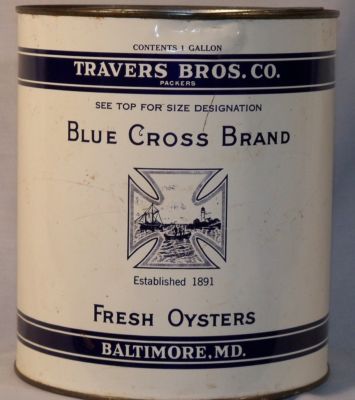 CONTENTS 1 GALLON
TRAVERS BROS. CO.
PACKERS
SEE TOP FOR SIZE DESIGNATION
BLUE CROSS BRAND
Established 1891
FRESH OYSTERS
BALTIMORE, MD.